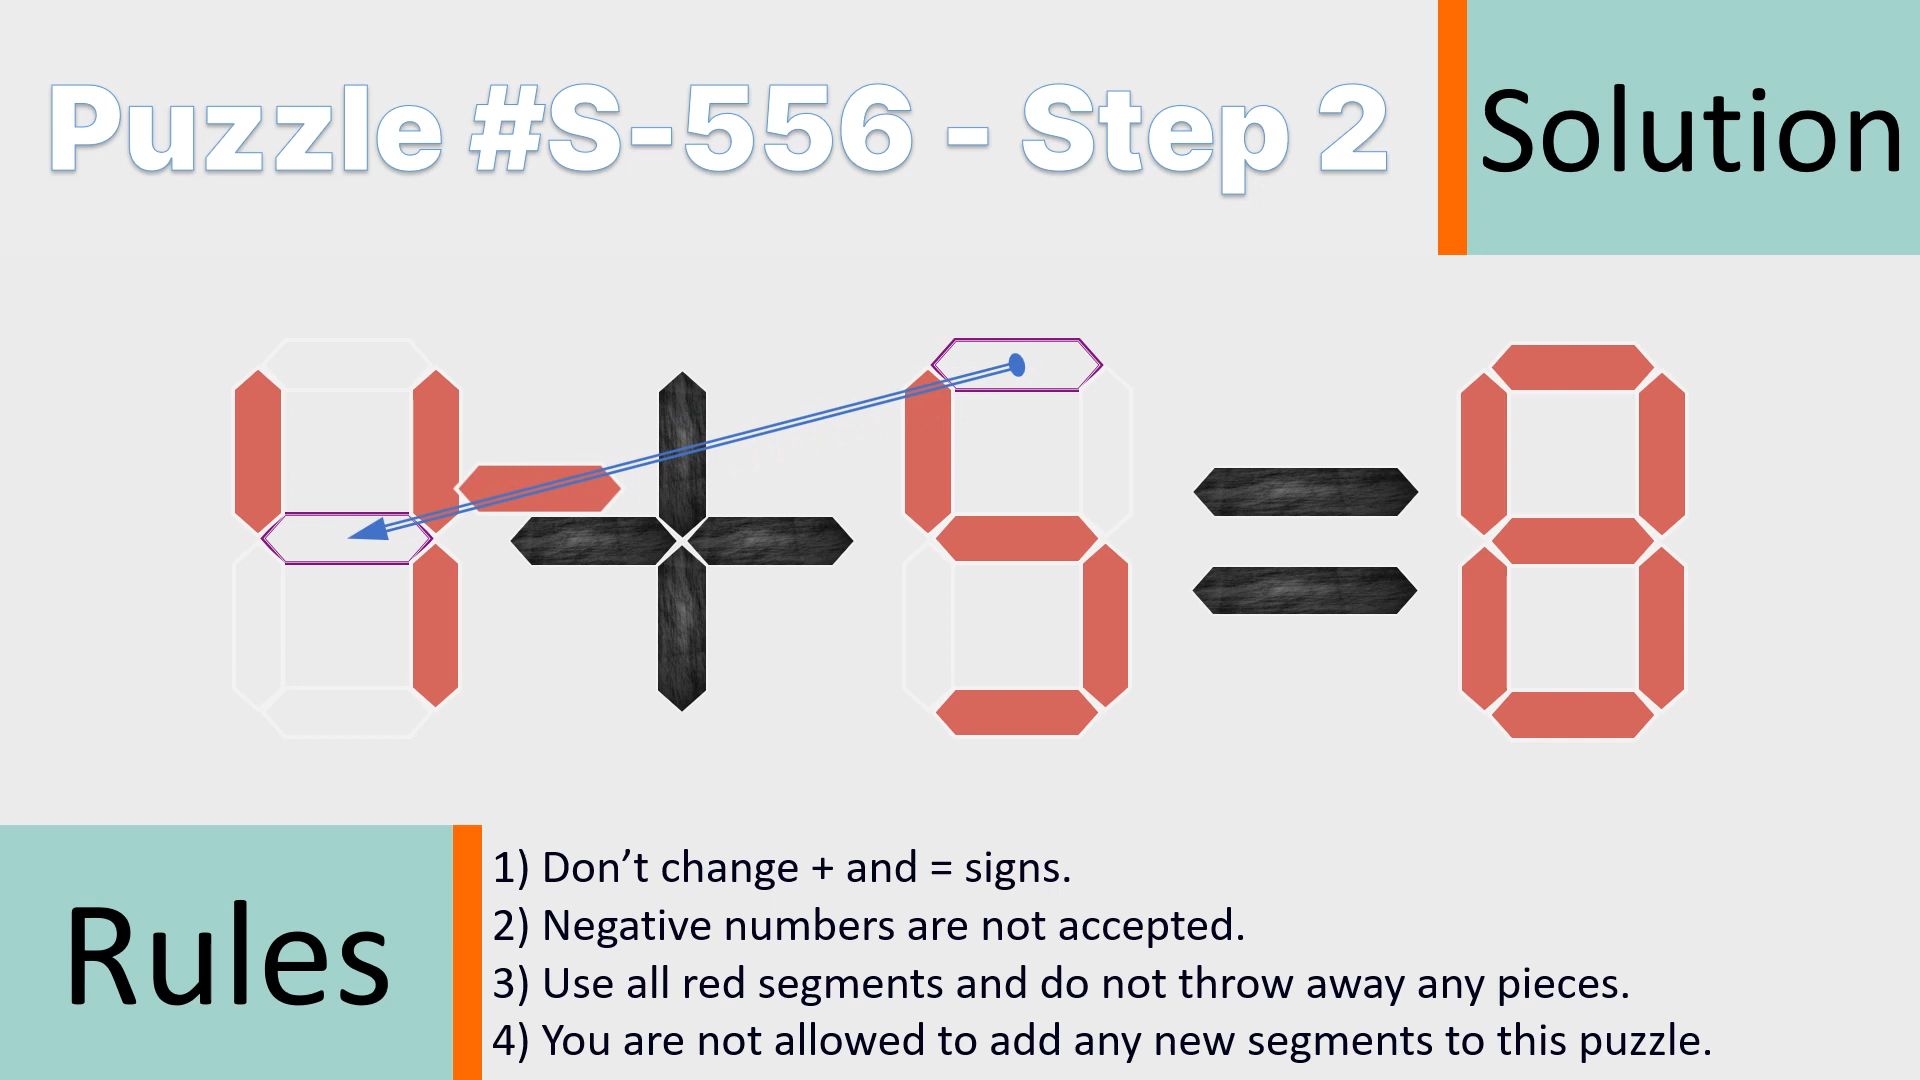 Puzzle #S-556 - Step 2
Solution
Rules
1) Don’t change + and = signs.
2) Negative numbers are not accepted.
3) Use all red segments and do not throw away any pieces.
4) You are not allowed to add any new segments to this puzzle.